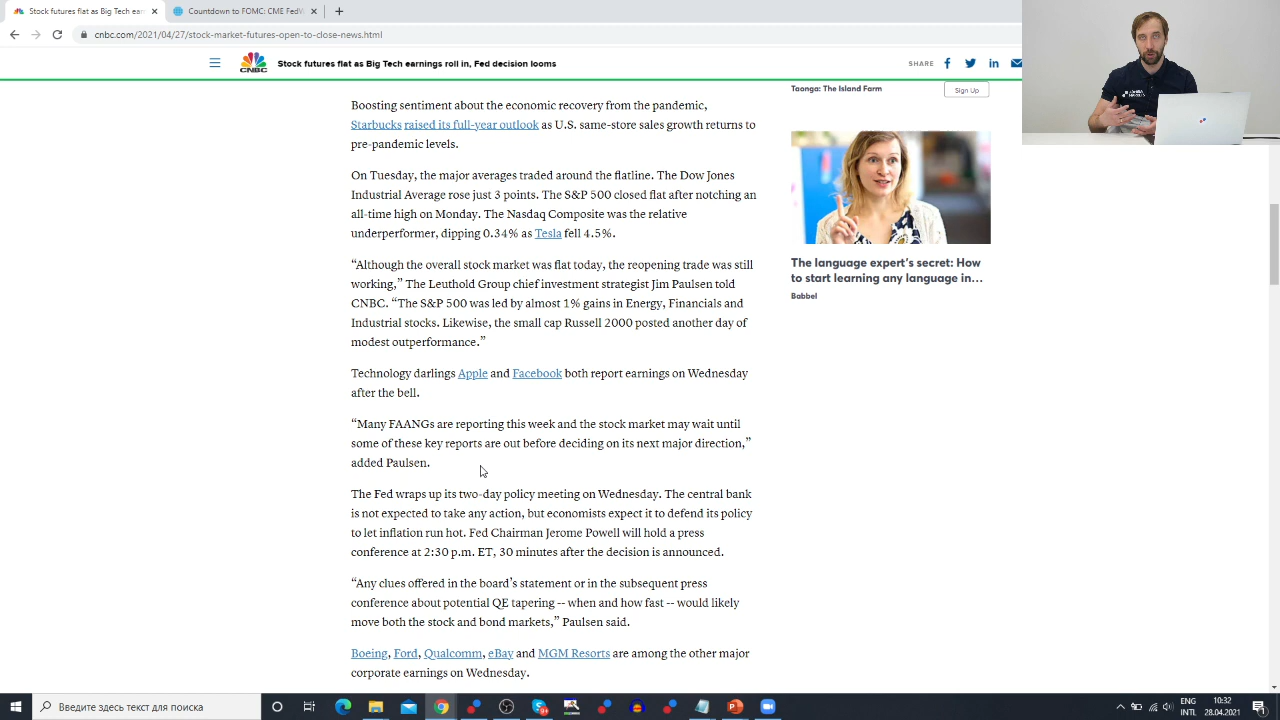 Stock futures flat as Big Tech ea
Countdown to FOMC: CME FedW
cnbc.com/2021/04/27/stock-market-futures-open-to-close-news.html
CNBC
Stock futures flat as Big Tech earnings roll in, Fed decision looms
SHARE
Boosting sentiment about the economic recovery from the pandemic,
Starbucks raised its full-year outlook as U.S. same-store sales growth returns to
pre-pandemic levels.
On Tuesday, the major averages traded around the flatline. The Dow Jones
Industrial Average rose just 3 points. The S&P 500 closed flat after notching an
all-time high on Monday. The Nasdaq Composite was the relative
underperformer, dipping 0.34% as Tesla fell 4.5%.
“Although the overall stock market was flat today, the reopening trade was still
working,” The Leuthold Group chief investment strategist Jim Paulsen told
CNBC. “The S&P 500 was led by almost 1% gains in Energy, Financial and
Industrial stocks. Likewise, the small cap Russell 2000 posted another day of
modest outperformance.”
Technology darlings Apple and Facebook both report earnings on Wednesday
after the bell.
“Many FAANGs are reporting this week and the stock market may wait until
some of these key reports are out before deciding on its next major direction,”
added Paulsen.
The Fed wraps up its two-day policy meeting on Wednesday. The central bank
is not expected to take any action, but economists expect it to defend its policy
to let inflation run hot. Fed Chairman Jerome Powell will hold a press
conference at 2:30 p.m. ET, 30 minutes after the decision is announced.
“Any clues offered in the board’s statement or in the subsequent press
conference about potential QE tapering -- when and how fast -- would likely
move both the stock and bond markets,” Paulsen said.
Boeing, Ford, Qualcomm, eBay and MGM Resorts are among the other major
corporate earnings on Wednesday.
Taonga: The Island Farm
Sign Up
The language expert’s secret: How
to start learning any language in…
Babbel
Введите здесь текст для поиска
ENG
INTL
10:32
28.04.2021